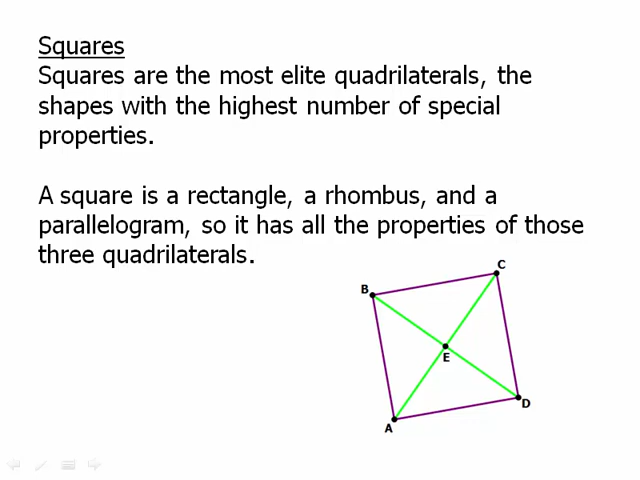 Squares
Squares are the most elite quadrilaterals, the
shapes with the highest number of special
properties.
A square is a rectangle, a rhombus, and a
parallelogram, so it has all the properties of those
three quadrilaterals.
C
B
E
D
A